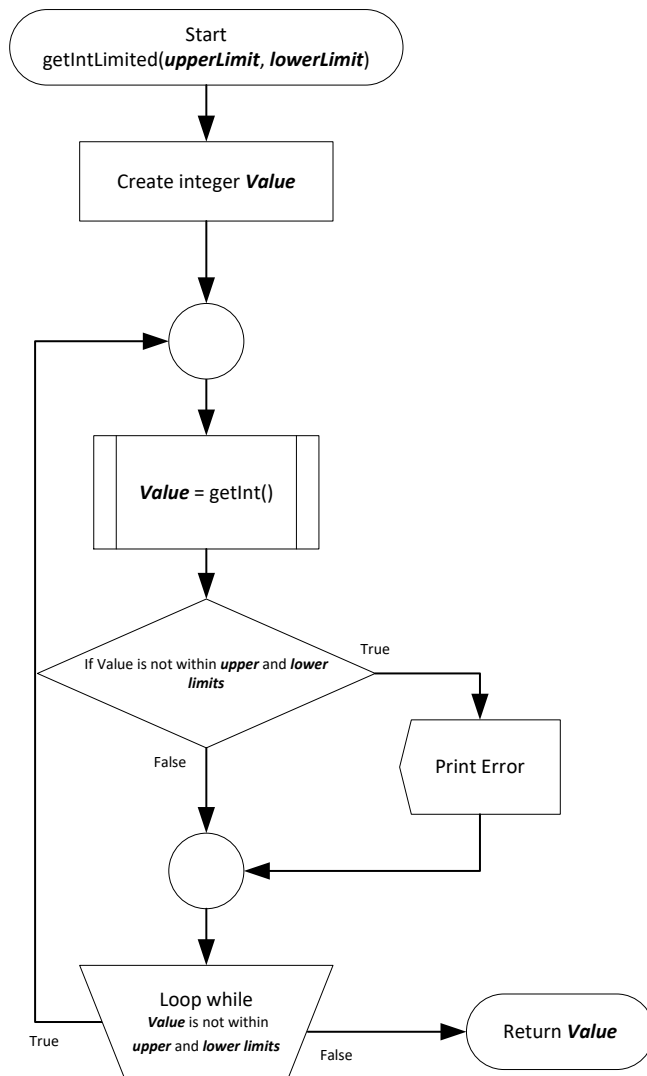 Start
getIntLimited(upperLimit, lowerLimit)
Create integer Value
Value = getInt()
If Value is not within upper and lower
limits
True
Print Error
False
Loop while
Value is not within
upper and lower limits
True
False
Return Value